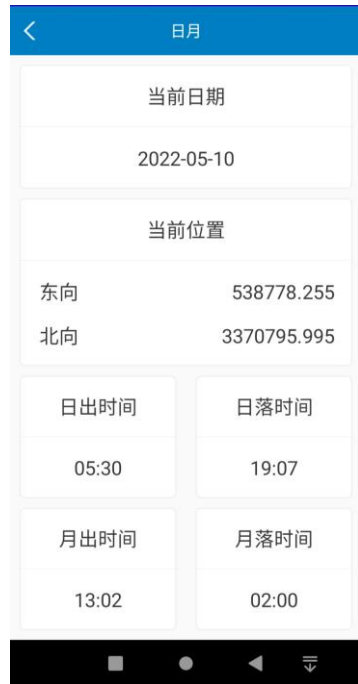 日月
当前日期
2022-05-10
当前位置
东向 538778.255
北向 3370795.995
日出时间 日落时间
05:30 19:07
月出时间 月落时间
13:02 02:00